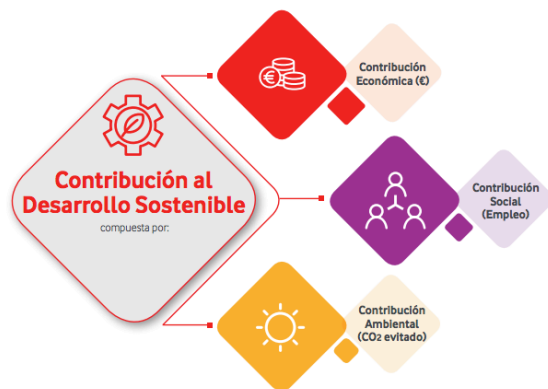 Contribución al
Desarrollo Sostenible
compuesta por:
Contribución
Económica (€)
Contribución
Social
(Empleo)
Contribución
Ambiental
(CO2 evitado)